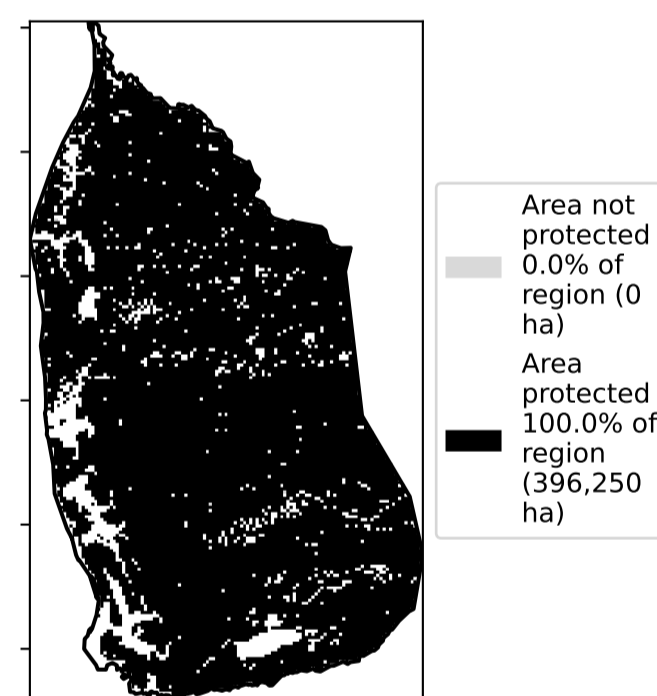 Area not
protected
0.0% of
region (0
ha)
Area
protected
100.0% of
region
(396,250
ha)